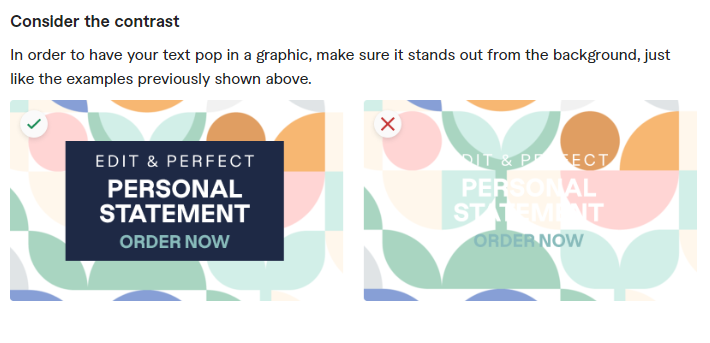 Consider the contrast
In order to have your text pop in a graphic, make sure it stands out from the background, just
like the examples previously shown above.
EDIT & PERFECT
PERSONAL
STATEMENT
ORDER NOW
EDIT & PERFECT
PERSONAL
STATEMENT
ORDER NOW